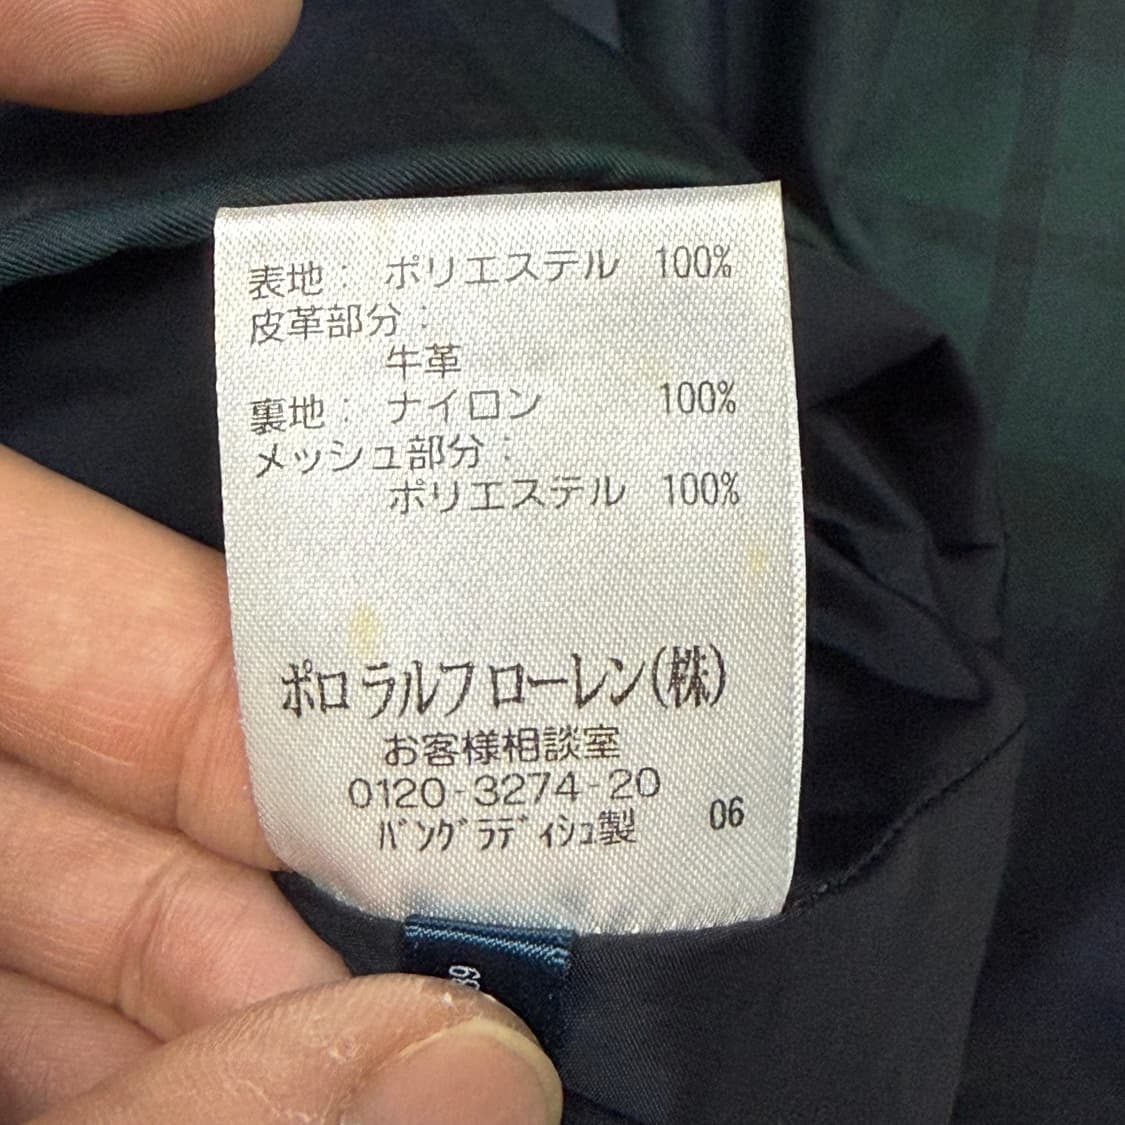 表地： ポリエステル 100%
皮革部分：
牛革
裏地： ナイロン 100%
メッシュ部分：
ポリエステル 100%
ポロ ラルフ ローレン(株)
お客様相談室
0120-3274-20
ﾊﾞﾝｸﾞﾗﾃﾞｨｼｭ製 06